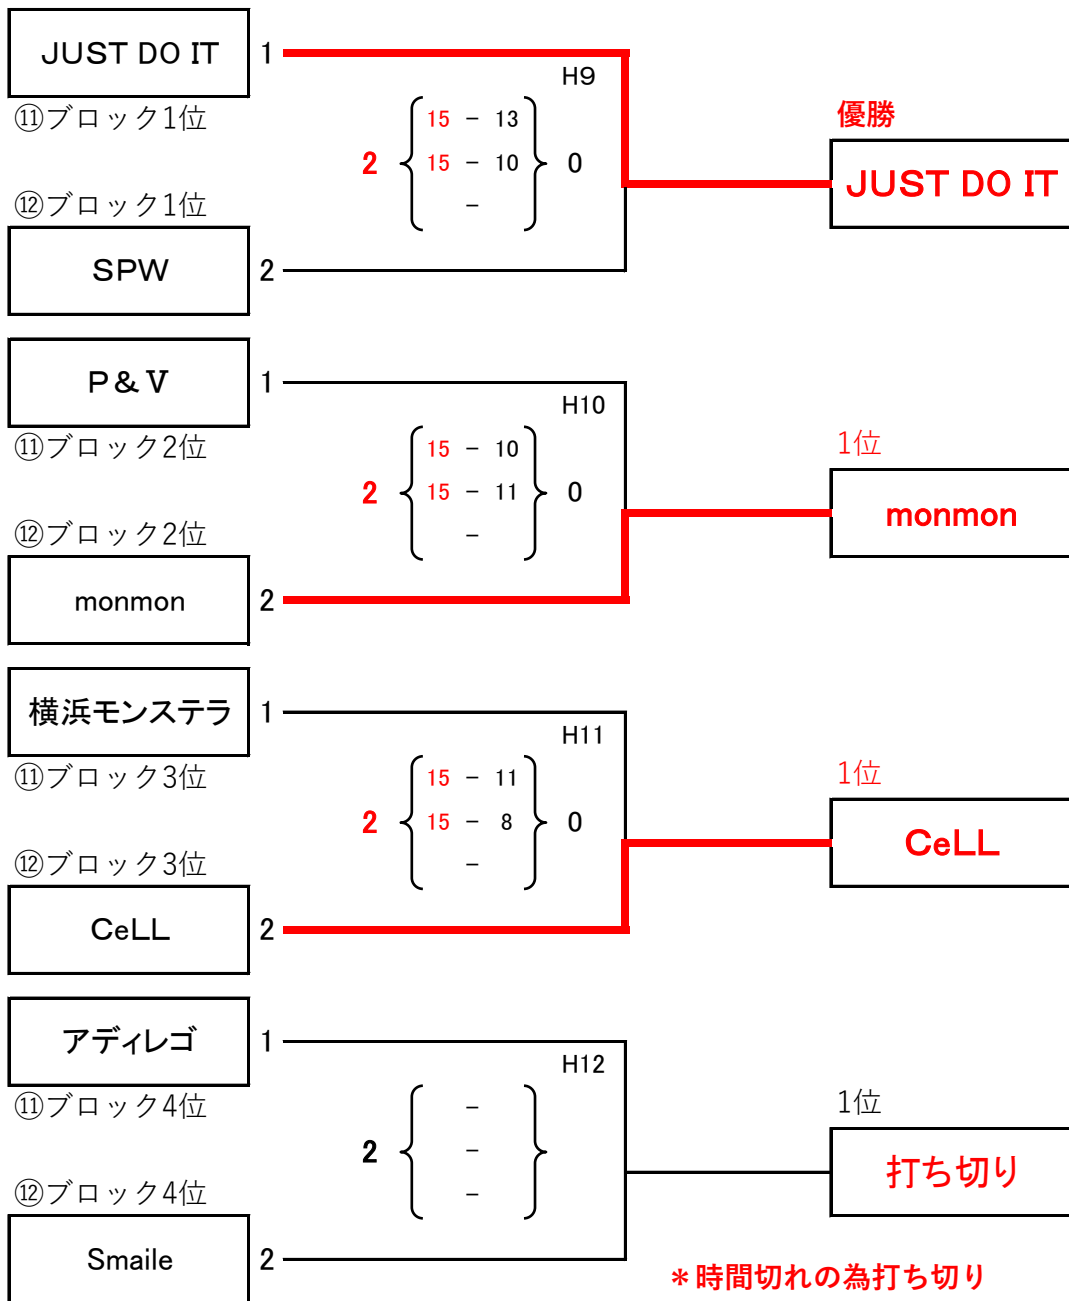 JUST DO IT 1
H9
⑪ブロック1位
15 - 13
2 15 - 10 0
-
優勝
JUST DO IT
⑫ブロック1位
SPW 2
P&V 1
H10
⑪ブロック2位
15 - 10
2 15 - 11 0
-
1位
monmon
⑫ブロック2位
monmon 2
横浜モンステラ 1
H11
⑪ブロック3位
15 - 11
2 15 - 8 0
-
1位
CeLL
⑫ブロック3位
CeLL 2
アディレゴ 1
H12
⑪ブロック4位
-
2 -
-
1位
打ち切り
⑫ブロック4位
Smaile 2
*時間切れの為打ち切り